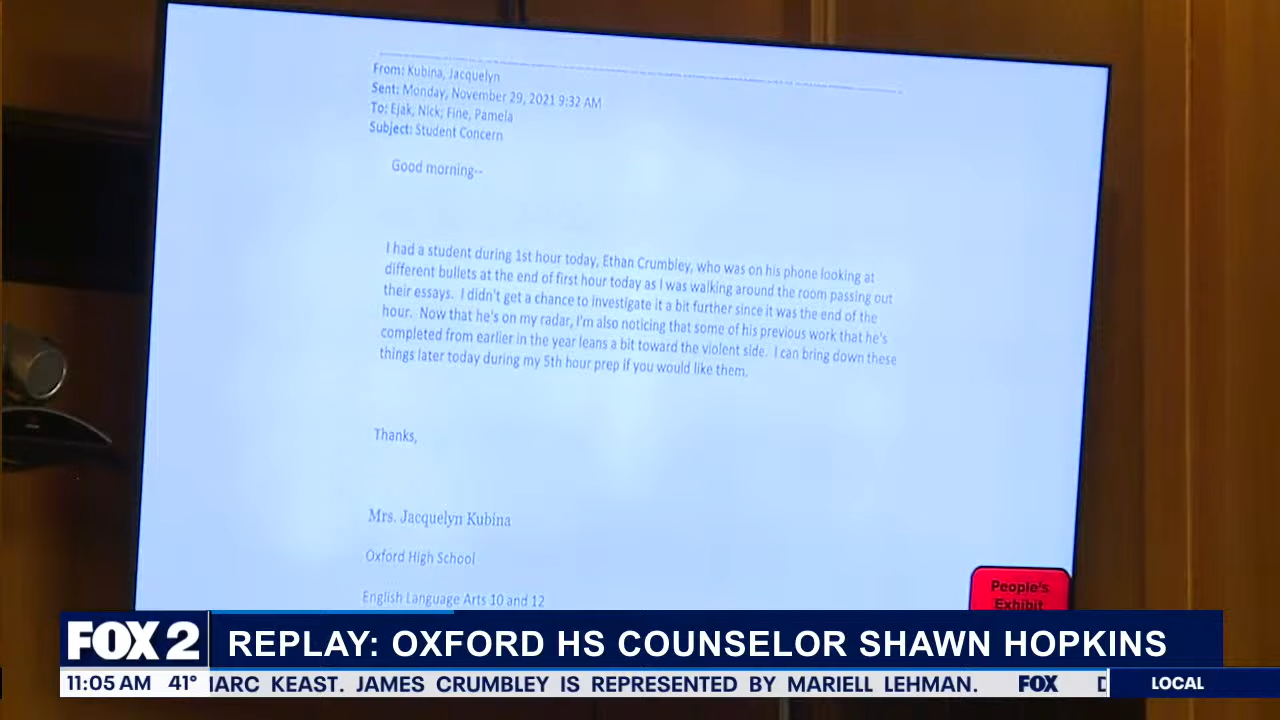 From: Kubina, Jacquelyn
Sent: Monday, November 29, 2021 9:32 AM
To: Ejak, Nick; Fine, Pamela
Subject: Student Concern
Good morning--
I had a student during 1st hour today, Ethan Crumbley, who was on his phone looking at
different bullets at the end of first hour today as I was walking around the room passing out
their essays.  I didn't get a chance to investigate it a bit further since it was the end of the
hour.  Now that he's on my radar, I'm also noticing that some of his previous work that he's
completed from earlier in the year leans a bit toward the violent side.  I can bring down these
things later today during my 5th hour prep if you would like them.
Thanks,
Mrs. Jacquelyn Kubina
Oxford High School
English Language Arts 10 and 12
People's
Exhibit
FOX 2
REPLAY: OXFORD HS COUNSELOR SHAWN HOPKINS
11:05 AM 41° KEAST. JAMES CRUMBLEY IS REPRESENTED BY MARIELL LEHMAN. FOX LOCAL